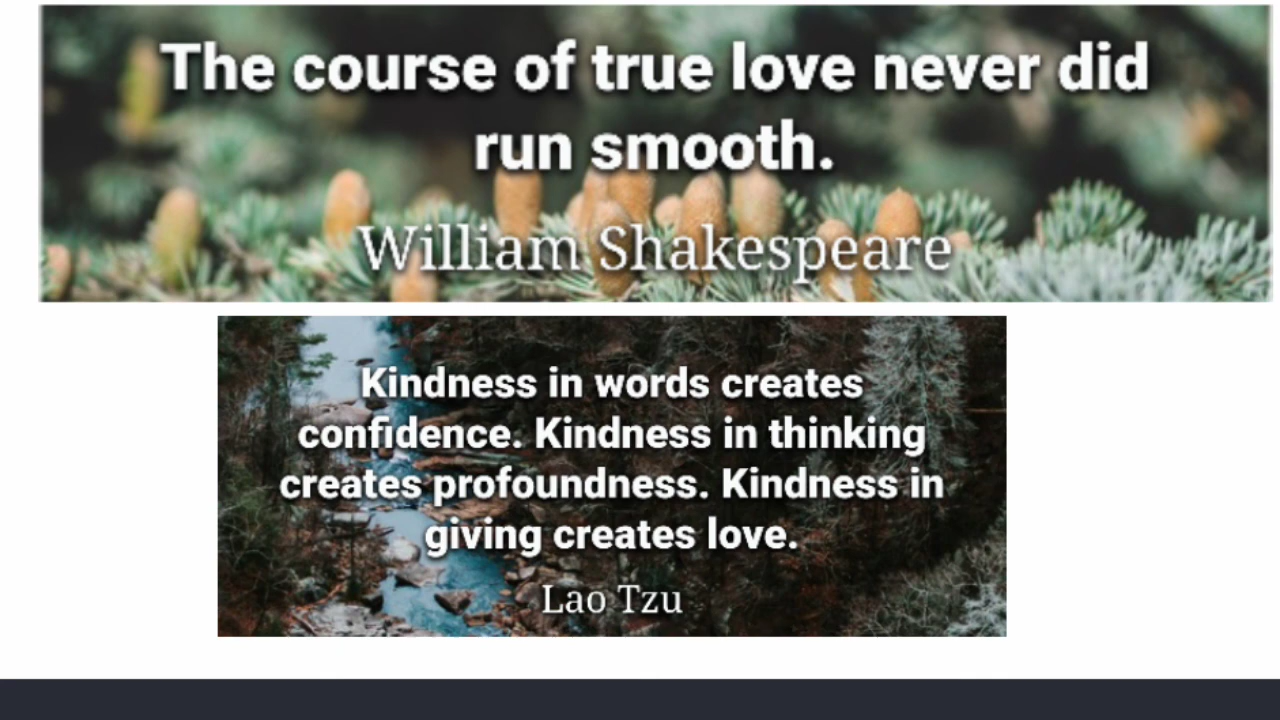 The course of true love never did
run smooth.
William Shakespeare
Kindness in words creates
confidence. Kindness in thinking
creates profoundness. Kindness in
giving creates love.
Lao Tzu